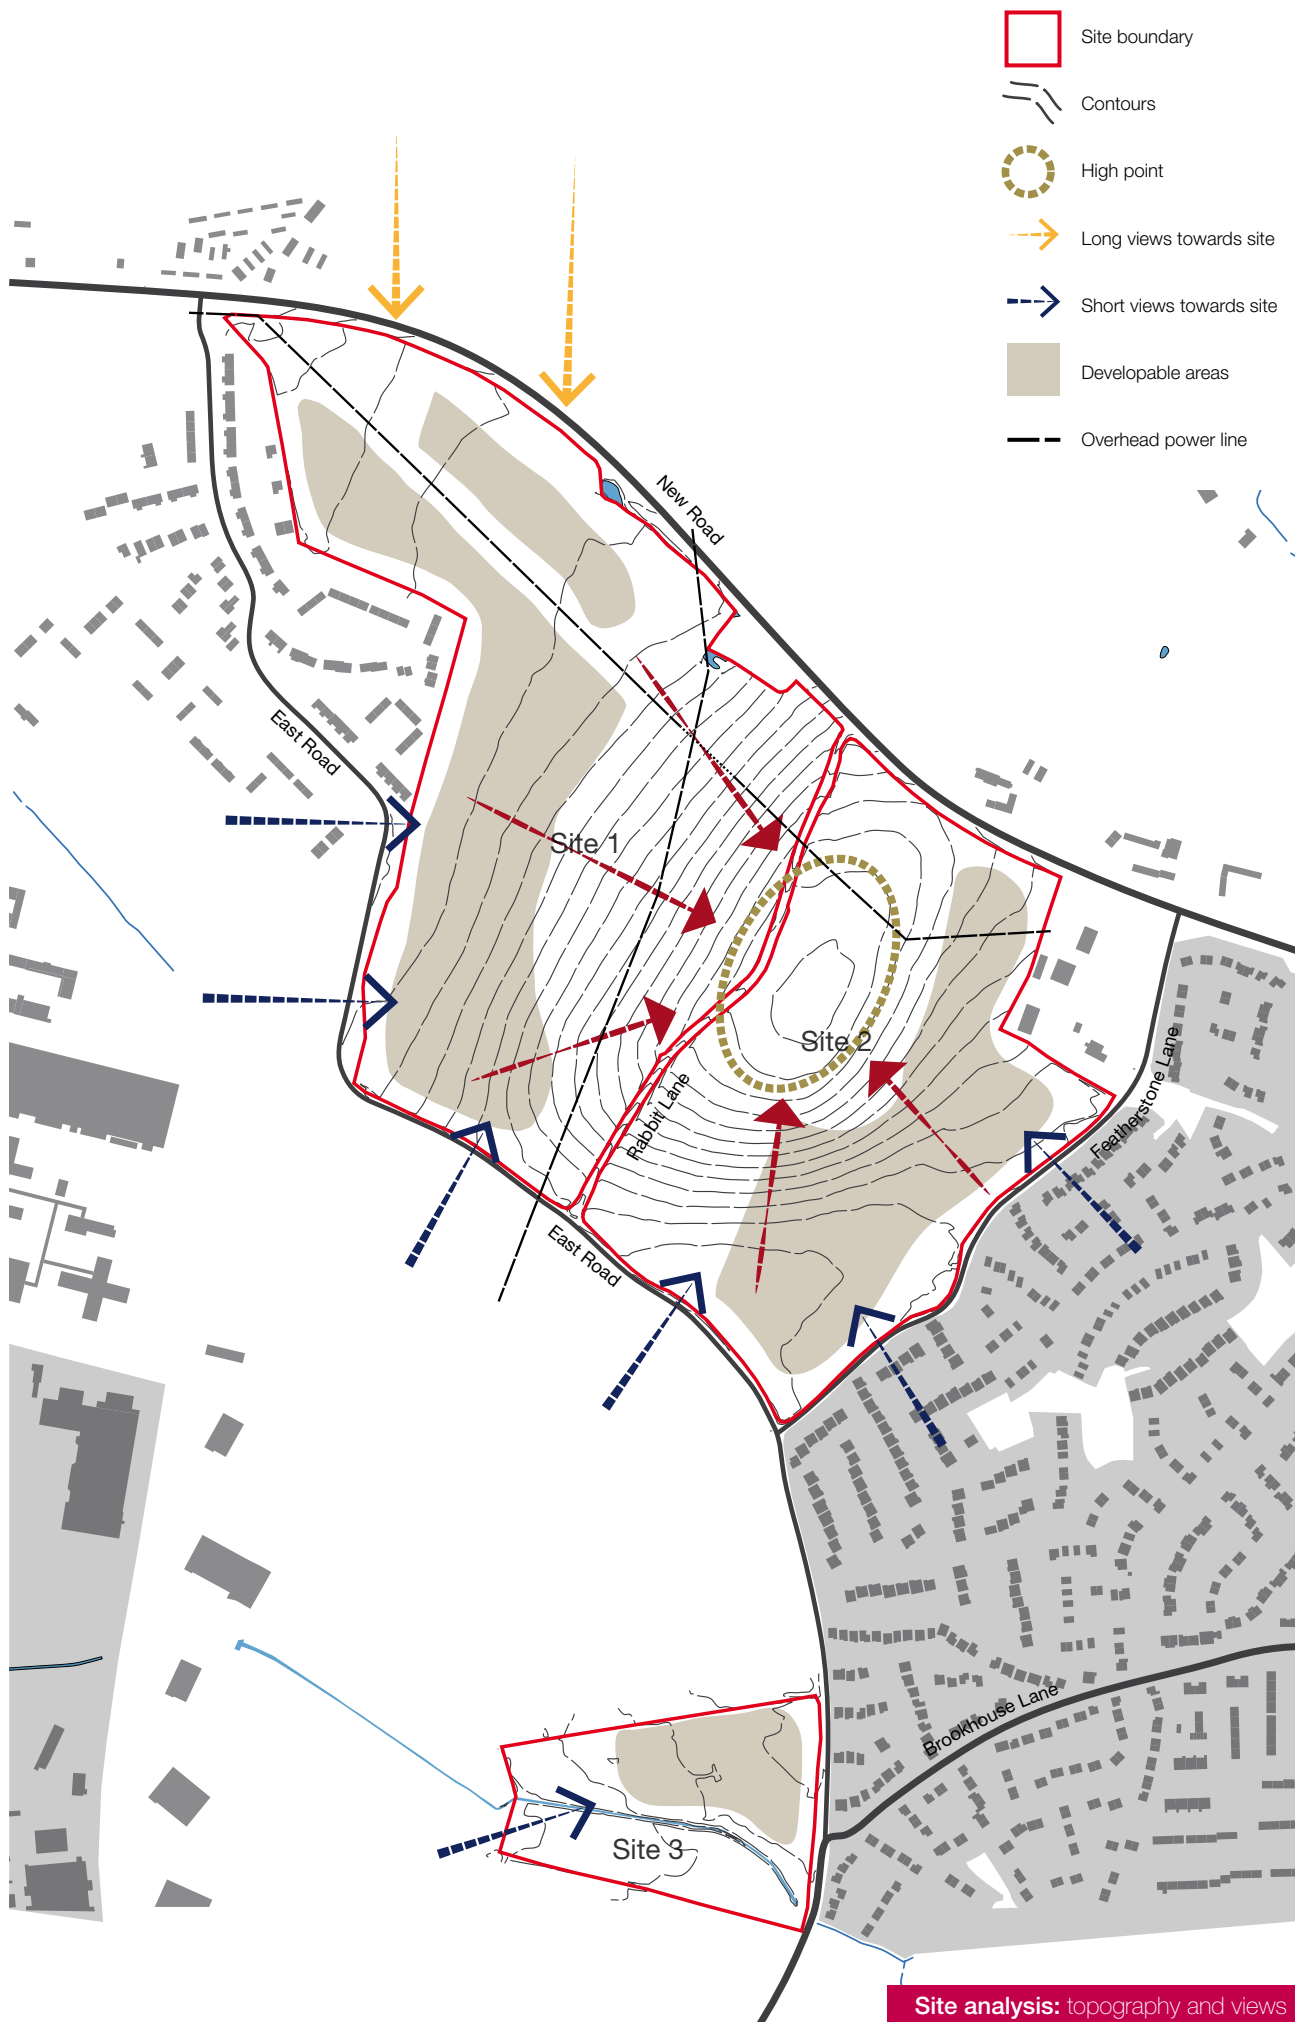 Site boundary
Contours
High point
Long views towards site
Short views towards site
Developable areas
Overhead power line
New Road
East Road
Site 1
Site 2
Rabbit Lane
Featherstone Lane
East Road
Brookhouse Lane
Site 3
Site analysis: topography and views